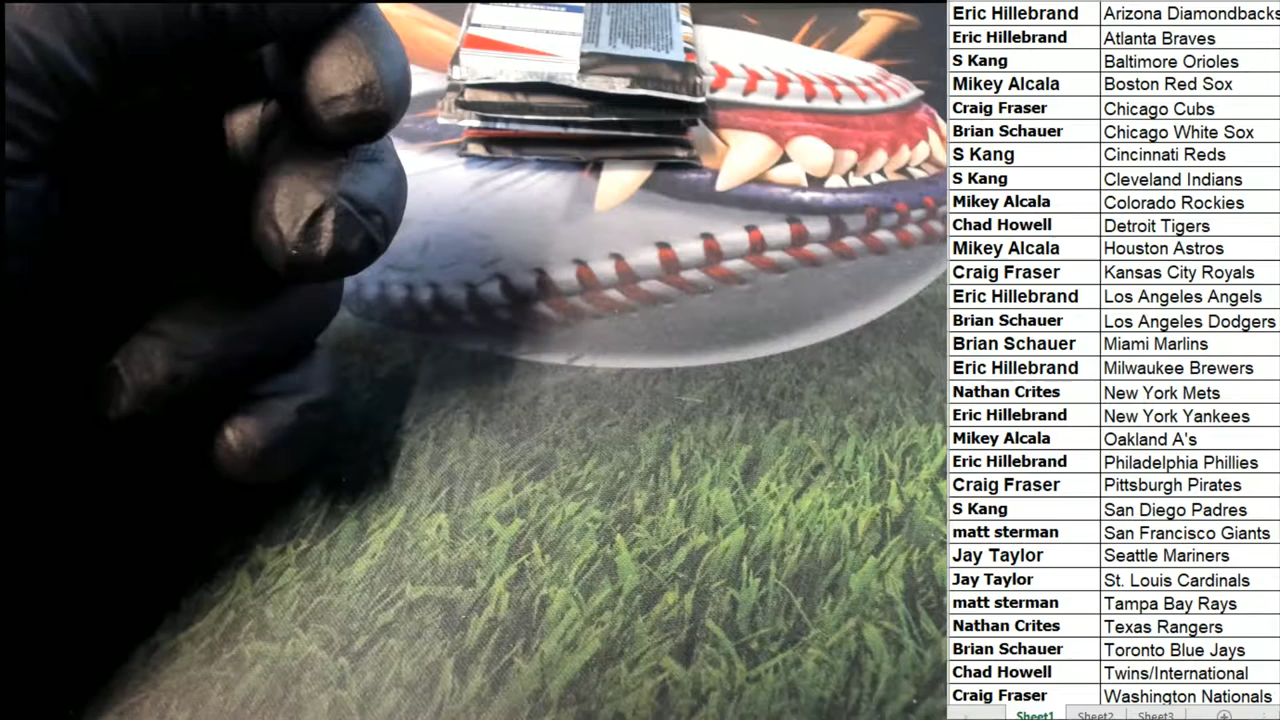 Eric Hillebrand Arizona Diamondbacks
Eric Hillebrand Atlanta Braves
S Kang Baltimore Orioles
Mikey Alcala Boston Red Sox
Craig Fraser Chicago Cubs
Brian Schauer Chicago White Sox
S Kang Cincinnati Reds
S Kang Cleveland Indians
Mikey Alcala Colorado Rockies
Chad Howell Detroit Tigers
Mikey Alcala Houston Astros
Craig Fraser Kansas City Royals
Eric Hillebrand Los Angeles Angels
Brian Schauer Los Angeles Dodgers
Brian Schauer Miami Marlins
Eric Hillebrand Milwaukee Brewers
Nathan Crites New York Mets
Eric Hillebrand New York Yankees
Mikey Alcala Oakland A's
Eric Hillebrand Philadelphia Phillies
Craig Fraser Pittsburgh Pirates
S Kang San Diego Padres
matt sterman San Francisco Giants
Jay Taylor Seattle Mariners
Jay Taylor St. Louis Cardinals
matt sterman Tampa Bay Rays
Nathan Crites Texas Rangers
Brian Schauer Toronto Blue Jays
Chad Howell Twins/International
Craig Fraser Washington Nationals
Sheet1 Sheet2 Sheet3